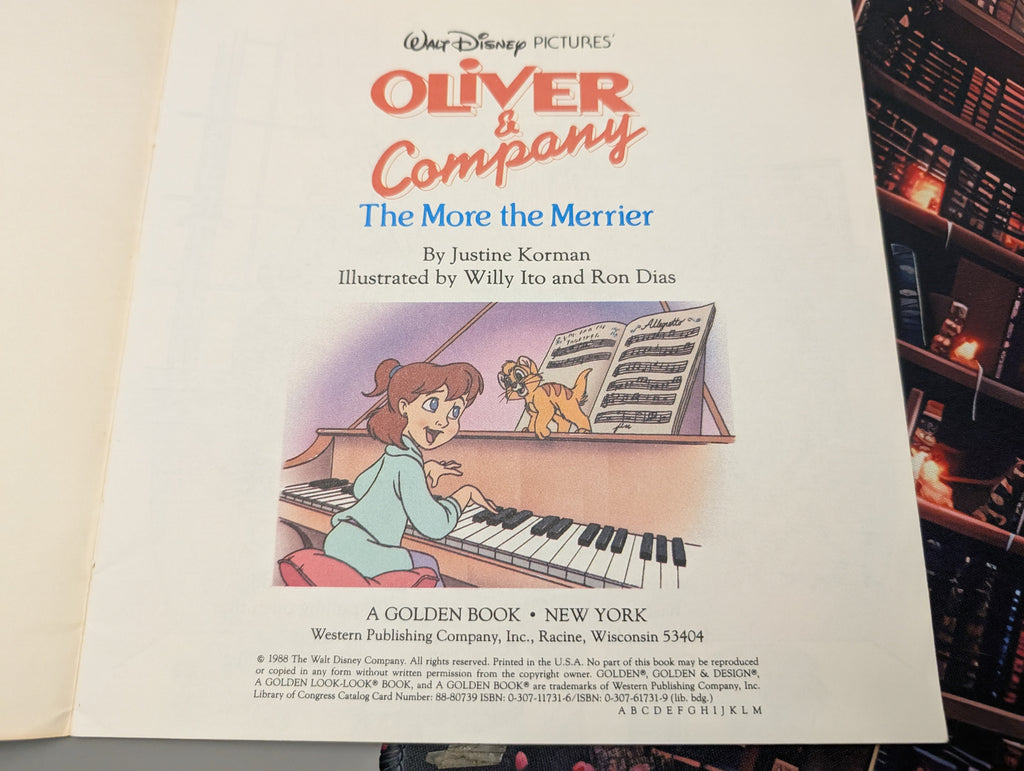 WALT DISNEY PICTURES'
OLIVER
&
Company
The More the Merrier
By Justine Korman
Illustrated by Willy Ito and Ron Dias
Allegretto
A GOLDEN BOOK • NEW YORK
Western Publishing Company, Inc., Racine, Wisconsin 53404
© 1988 The Walt Disney Company. All rights reserved. Printed in the U.S.A. No part of this book may be reproduced
or copied in any form without written permission from the copyright owner. GOLDEN®, GOLDEN & DESIGN®,
A GOLDEN LOOK-LOOK® BOOK, and A GOLDEN BOOK® are trademarks of Western Publishing Company, Inc.
Library of Congress Catalog Card Number: 88-80739 ISBN: 0-307-11731-6/ISBN: 0-307-61731-9 (lib. bdg.)
A B C D E F G H I J K L M